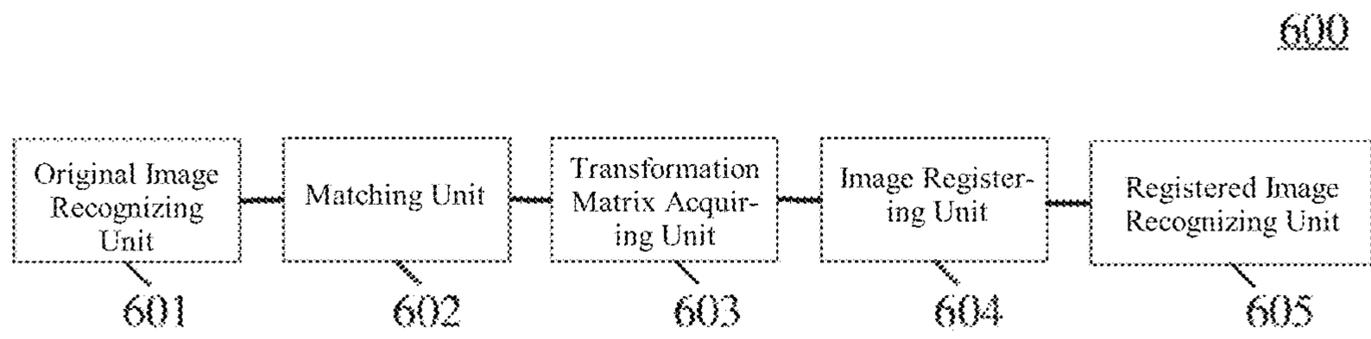 600
Original Image
Recognizing
Unit
Matching Unit
Transformation
Matrix Acquir-
ing Unit
Image Register-
ing Unit
Registered Image
Recognizing Unit
601
602
603
604
605